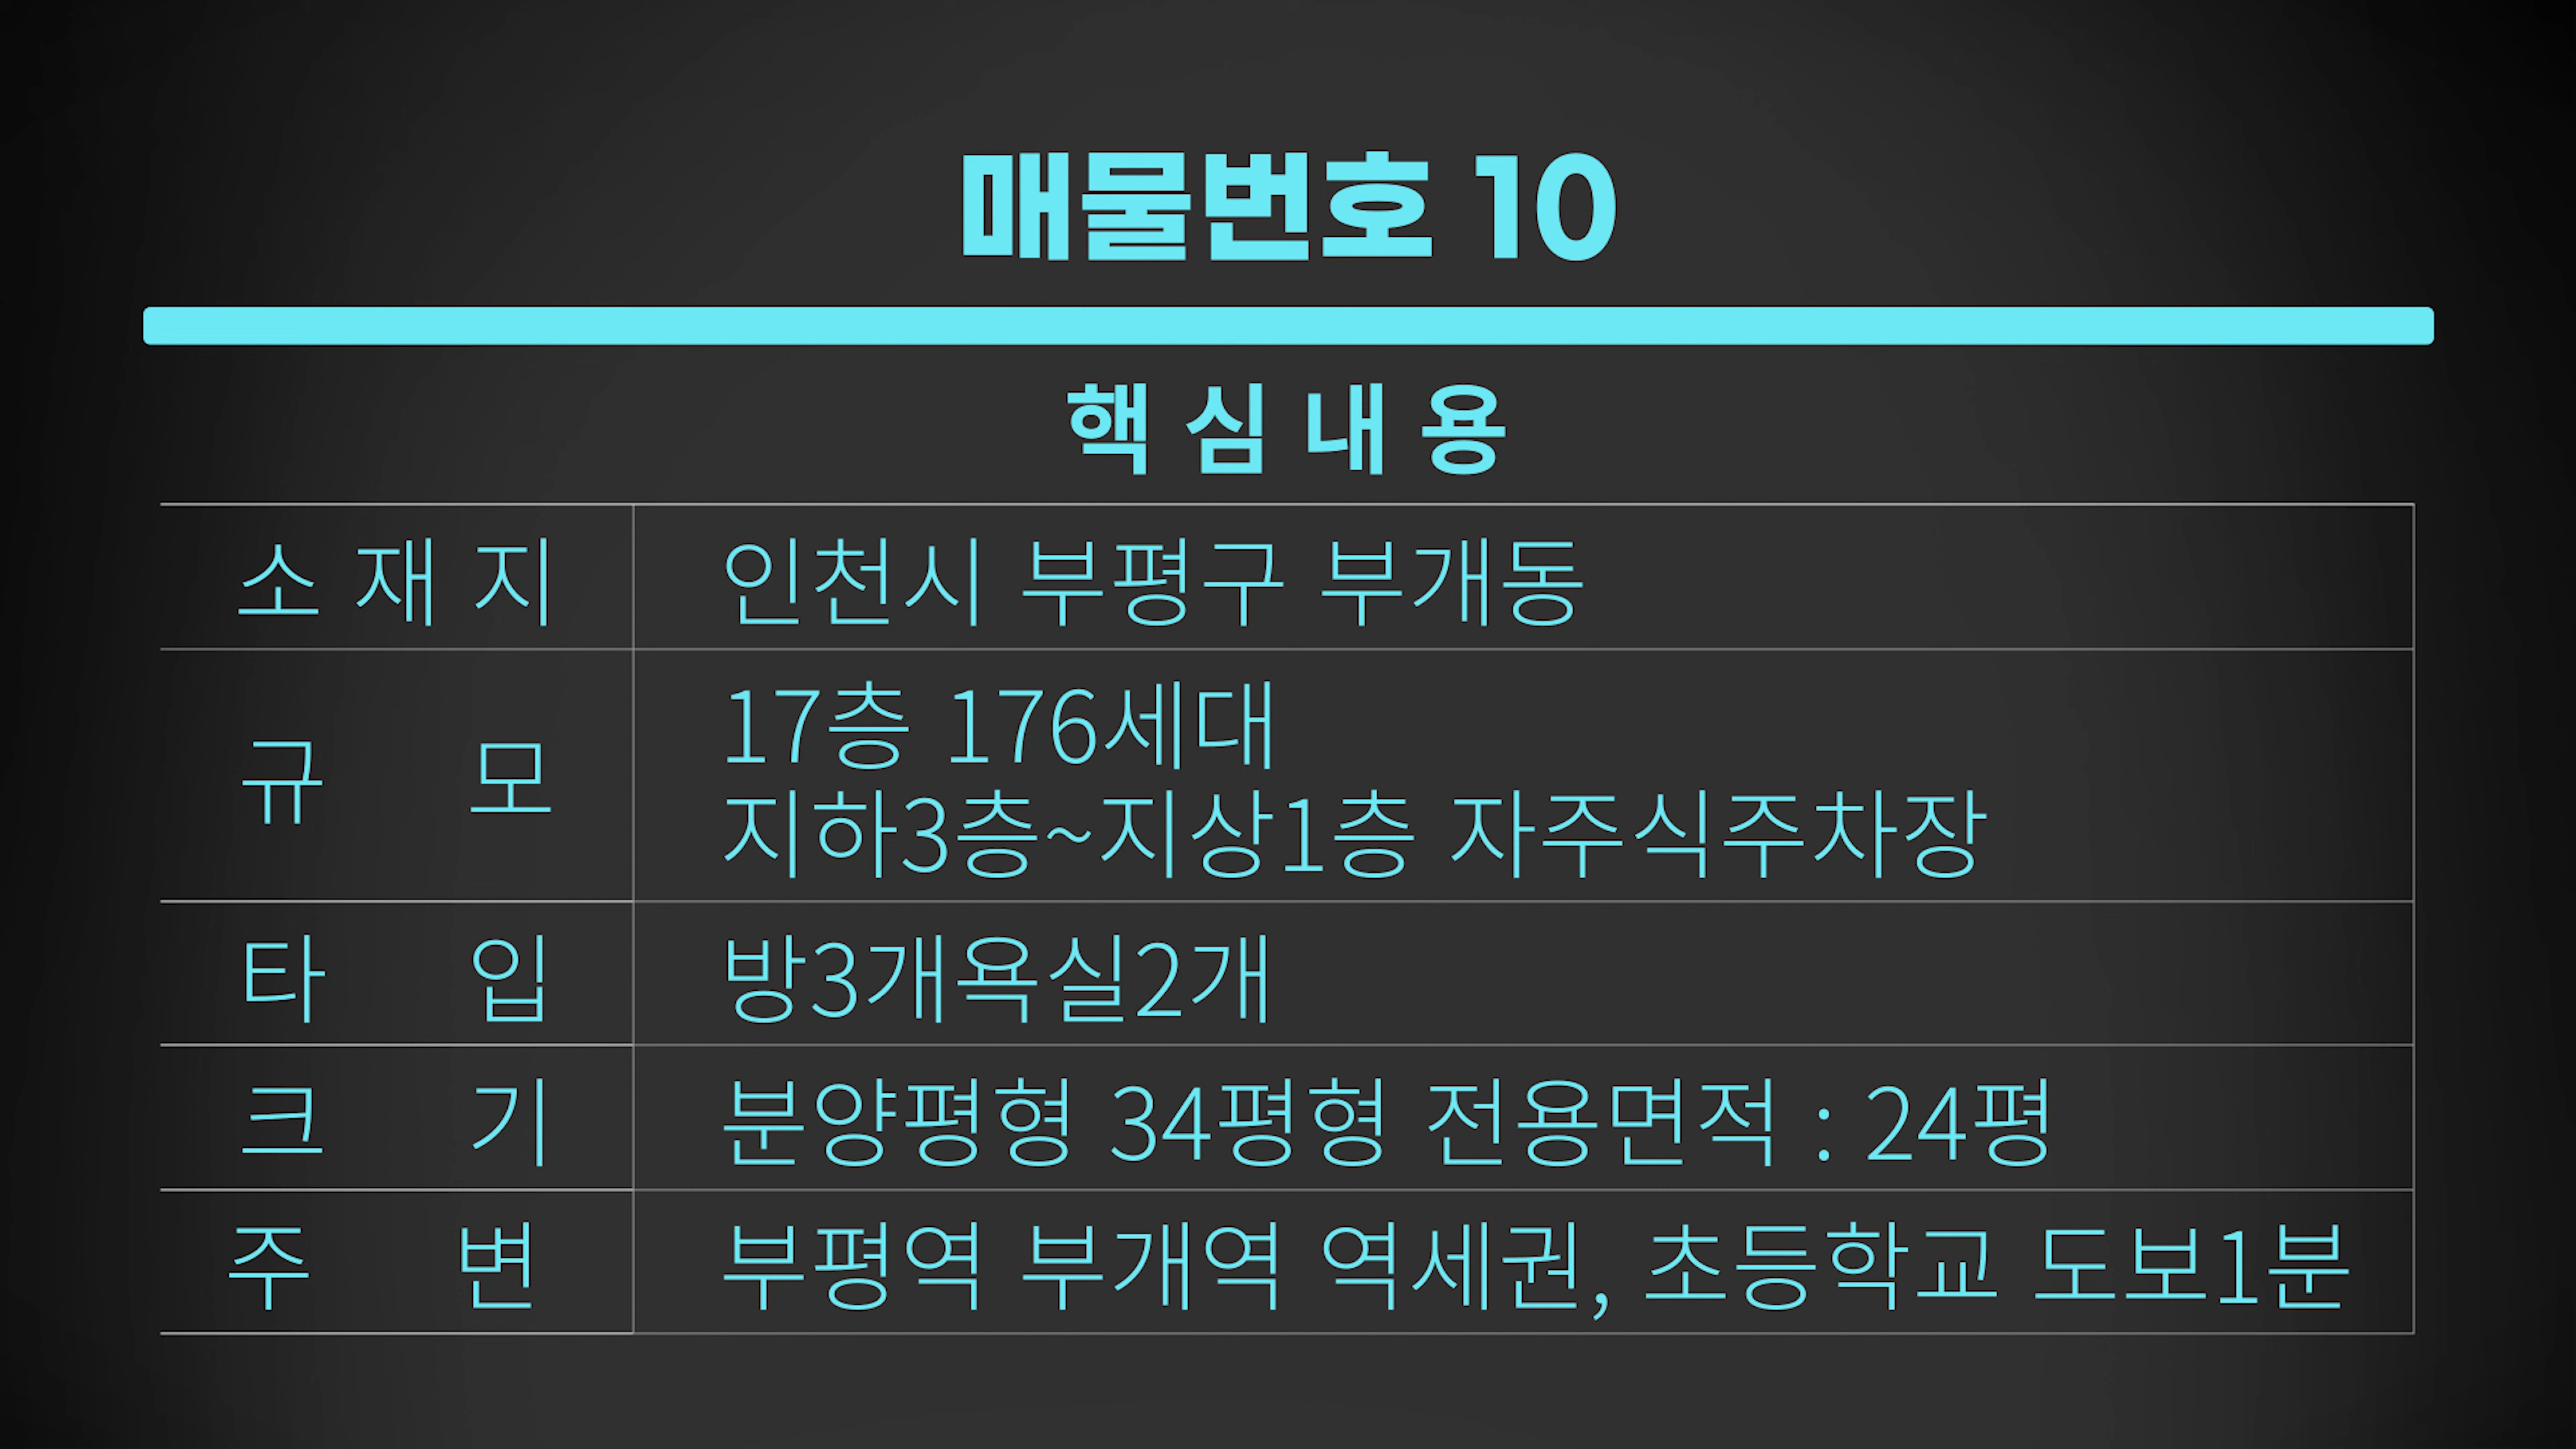 매물번호 10
핵 심 내 용
소 재 지 인천시 부평구 부개동
규 모 17층 176세대
지하3층~지상1층 자주식주차장
타 입 방3개욕실2개
크 기 분양평형 34평형 전용면적 : 24평
주 변 부평역 부개역 역세권, 초등학교 도보1분